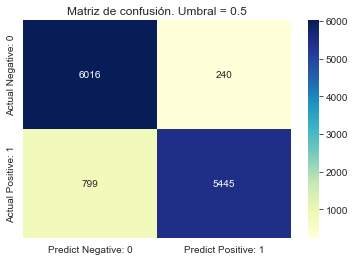 Matriz de confusión. Umbral = 0.5
Actual Negative: 0
6016
240
Actual Positive: 1
799
5445
Predict Negative: 0
Predict Positive: 1
6000
5000
4000
3000
2000
1000